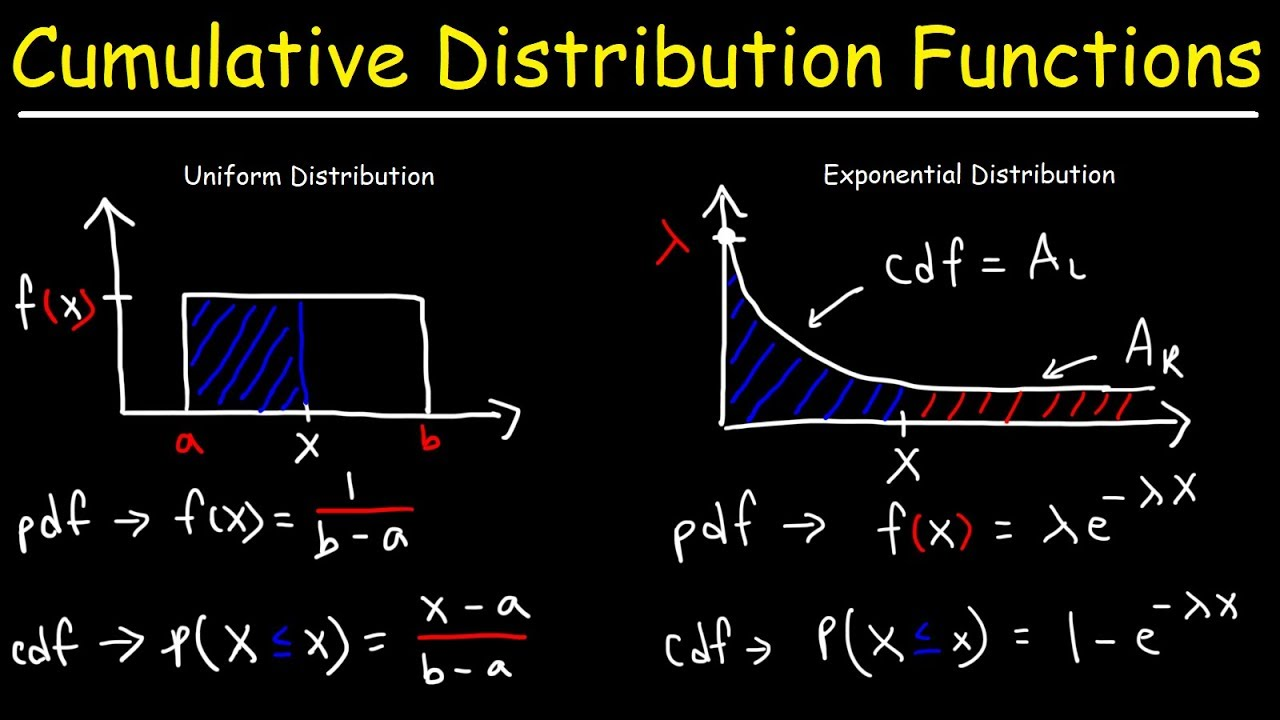 Cumulative Distribution Functions
Uniform Distribution
f(x)
a
x
b
pdf → f(x) = 1/(b - a)
cdf → P(X ≤ x) = (x - a)/(b - a)
Exponential Distribution
λ
cdf = A_L
A_R
X
pdf → f(x) = λe^(-λx)
cdf → P(X ≤ x) = 1 - e^(-λx)